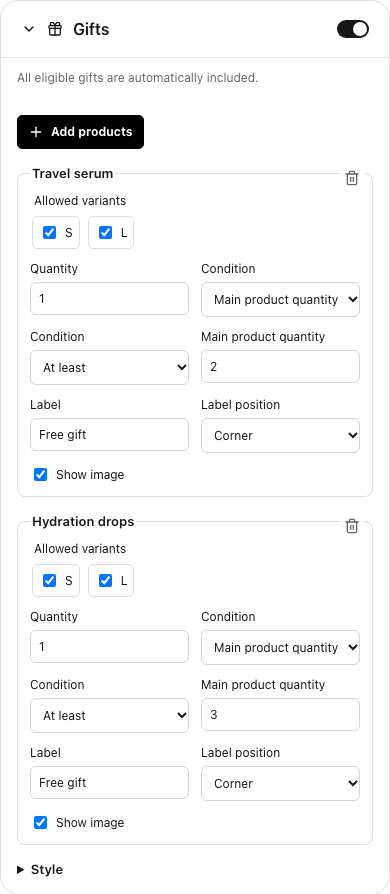 Gifts
All eligible gifts are automatically included.
Add products
Travel serum
Allowed variants
S L
Quantity Condition
1 Main product quantity
Condition Main product quantity
At least 2
Label Label position
Free gift Corner
Show image
Hydration drops
Allowed variants
S L
Quantity Condition
1 Main product quantity
Condition Main product quantity
At least 3
Label Label position
Free gift Corner
Show image
Style